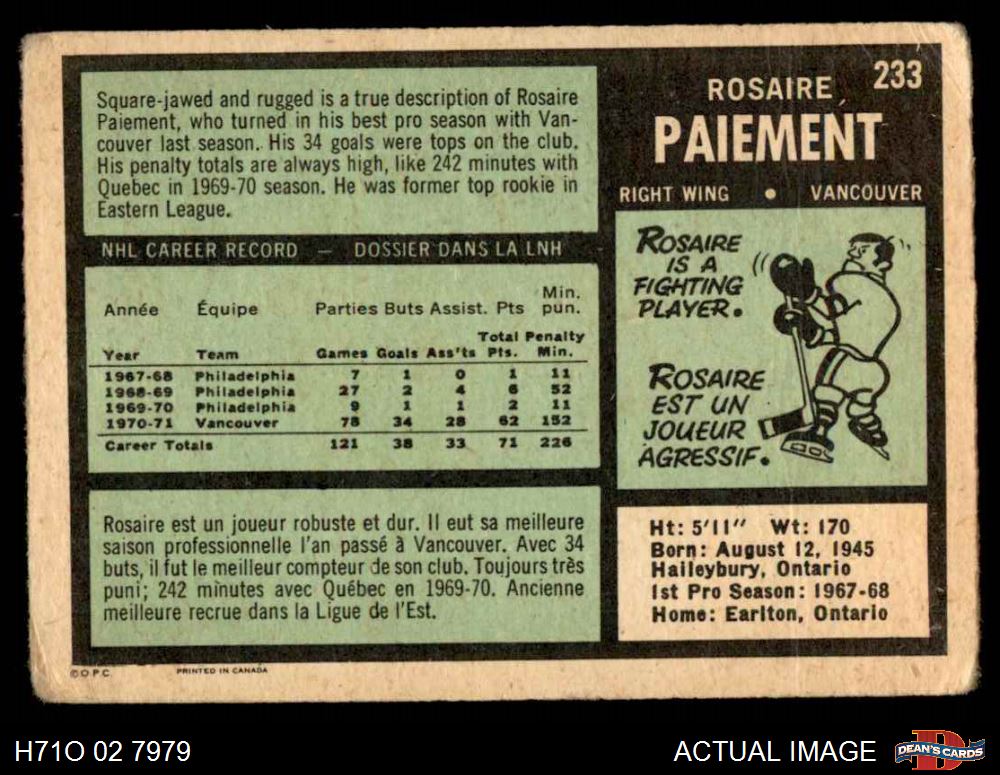 233
ROSAIRE
PAIEMENT
RIGHT WING • VANCOUVER
Square-jawed and rugged is a true description of Rosaire
Paiement, who turned in his best pro season with Van-
couver last season. His 34 goals were tops on the club.
His penalty totals are always high, like 242 minutes with
Quebec in 1969-70 season. He was former top rookie in
Eastern League.
NHL CAREER RECORD — DOSSIER DANS LA LNH
Année Équipe Parties Buts Assist. Pts Min. pun.
Year Team Games Goals Ass'ts Total Pts. Penalty Min.
1967-68 Philadelphia 7 1 0 1 11
1968-69 Philadelphia 27 2 4 6 52
1969-70 Philadelphia 9 1 1 2 11
1970-71 Vancouver 78 34 28 62 152
Career Totals 121 38 33 71 226
Rosaire est un joueur robuste et dur. Il eut sa meilleure
saison professionnelle l'an passé à Vancouver. Avec 34
buts, il fut le meilleur compteur de son club. Toujours très
puni; 242 minutes avec Québec en 1969-70. Ancienne
meilleure recrue dans la Ligue de l'Est.
ROSAIRE
IS A
FIGHTING
PLAYER.
ROSAIRE
EST UN
JOUEUR
AGRESSIF.
Ht: 5'11" Wt: 170
Born: August 12, 1945
Haileybury, Ontario
1st Pro Season: 1967-68
Home: Earlton, Ontario
© O.P.C. PRINTED IN CANADA
H71O 02 7979
ACTUAL IMAGE
DEAN'S CARDS